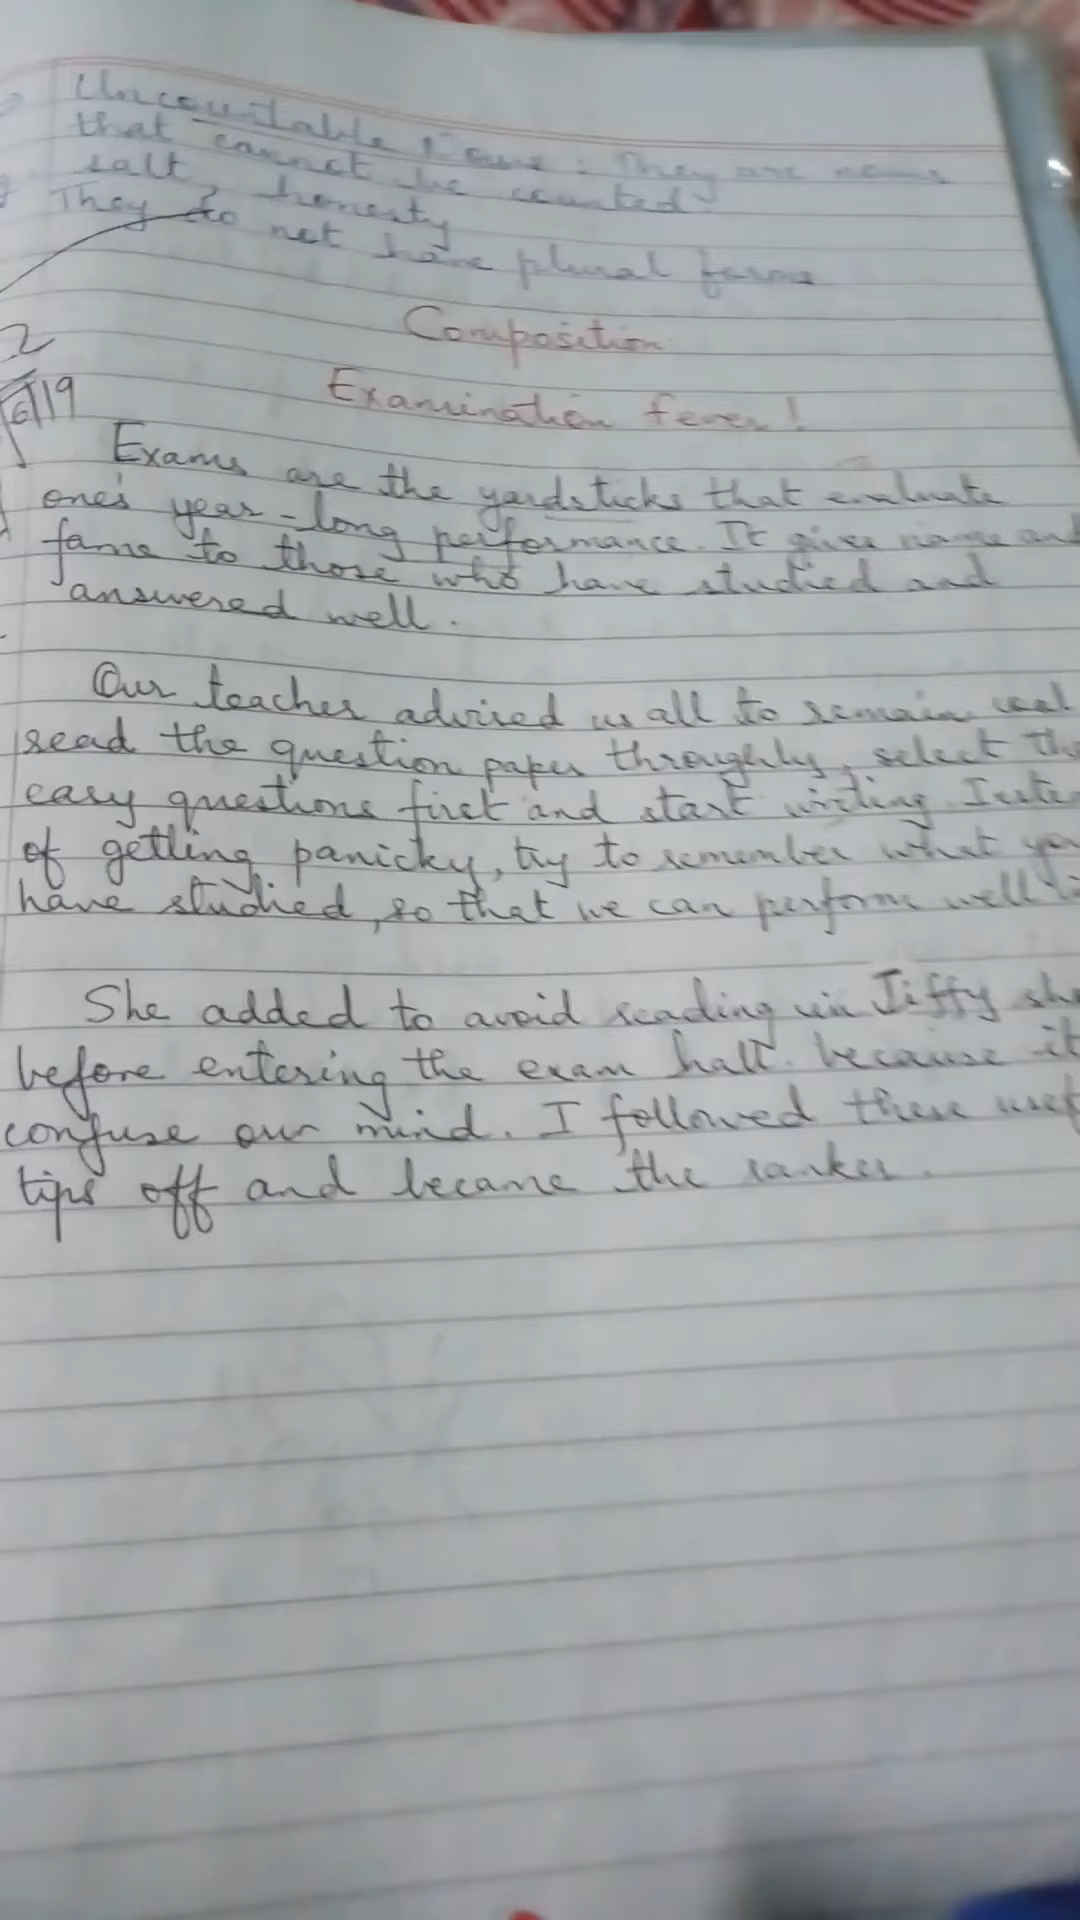 Uncountable Noun : They are nouns
that cannot be counted.
salt, honesty
They do not have plural forms
Composition
2
6/19
Examination fever!
Exams are the yardsticks that evaluate
one's year-long performance. It gives name and
fame to those who have studied and
answered well.
Our teacher advised us all to remain
read the question paper throughly, select the
easy questions first and start writing. Inste
of getting panicky, try to remember what you
have studied, so that we can perform well
She added to avoid reading in Jiffy
before entering the exam hall because it
confuse our mind. I followed these usef
tips off and became the ranker.